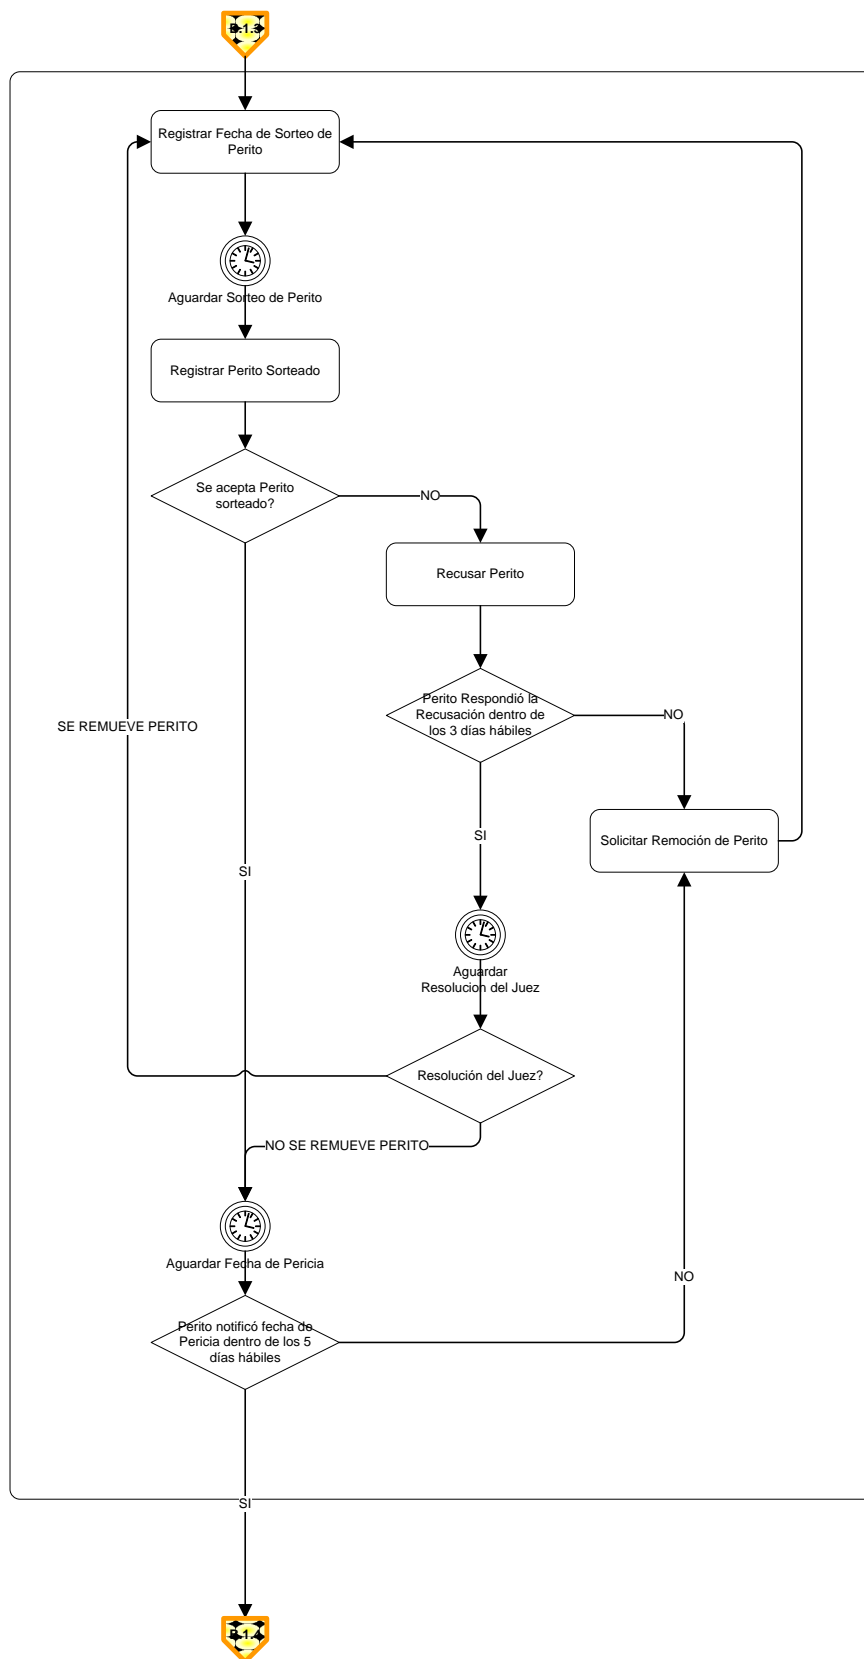 B.1.3
Registrar Fecha de Sorteo de
Perito
Aguardar Sorteo de Perito
Registrar Perito Sorteado
Se acepta Perito
sorteado?
NO
Recusar Perito
Perito Respondió la
Recusación dentro de
los 3 días hábiles
NO
SE REMUEVE PERITO
Solicitar Remoción de Perito
SI
SI
Aguardar
Resolucion del Juez
Resolución del Juez?
NO SE REMUEVE PERITO
Aguardar Fecha de Pericia
NO
Perito notificó fecha de
Pericia dentro de los 5
días hábiles
SI
B.1.4